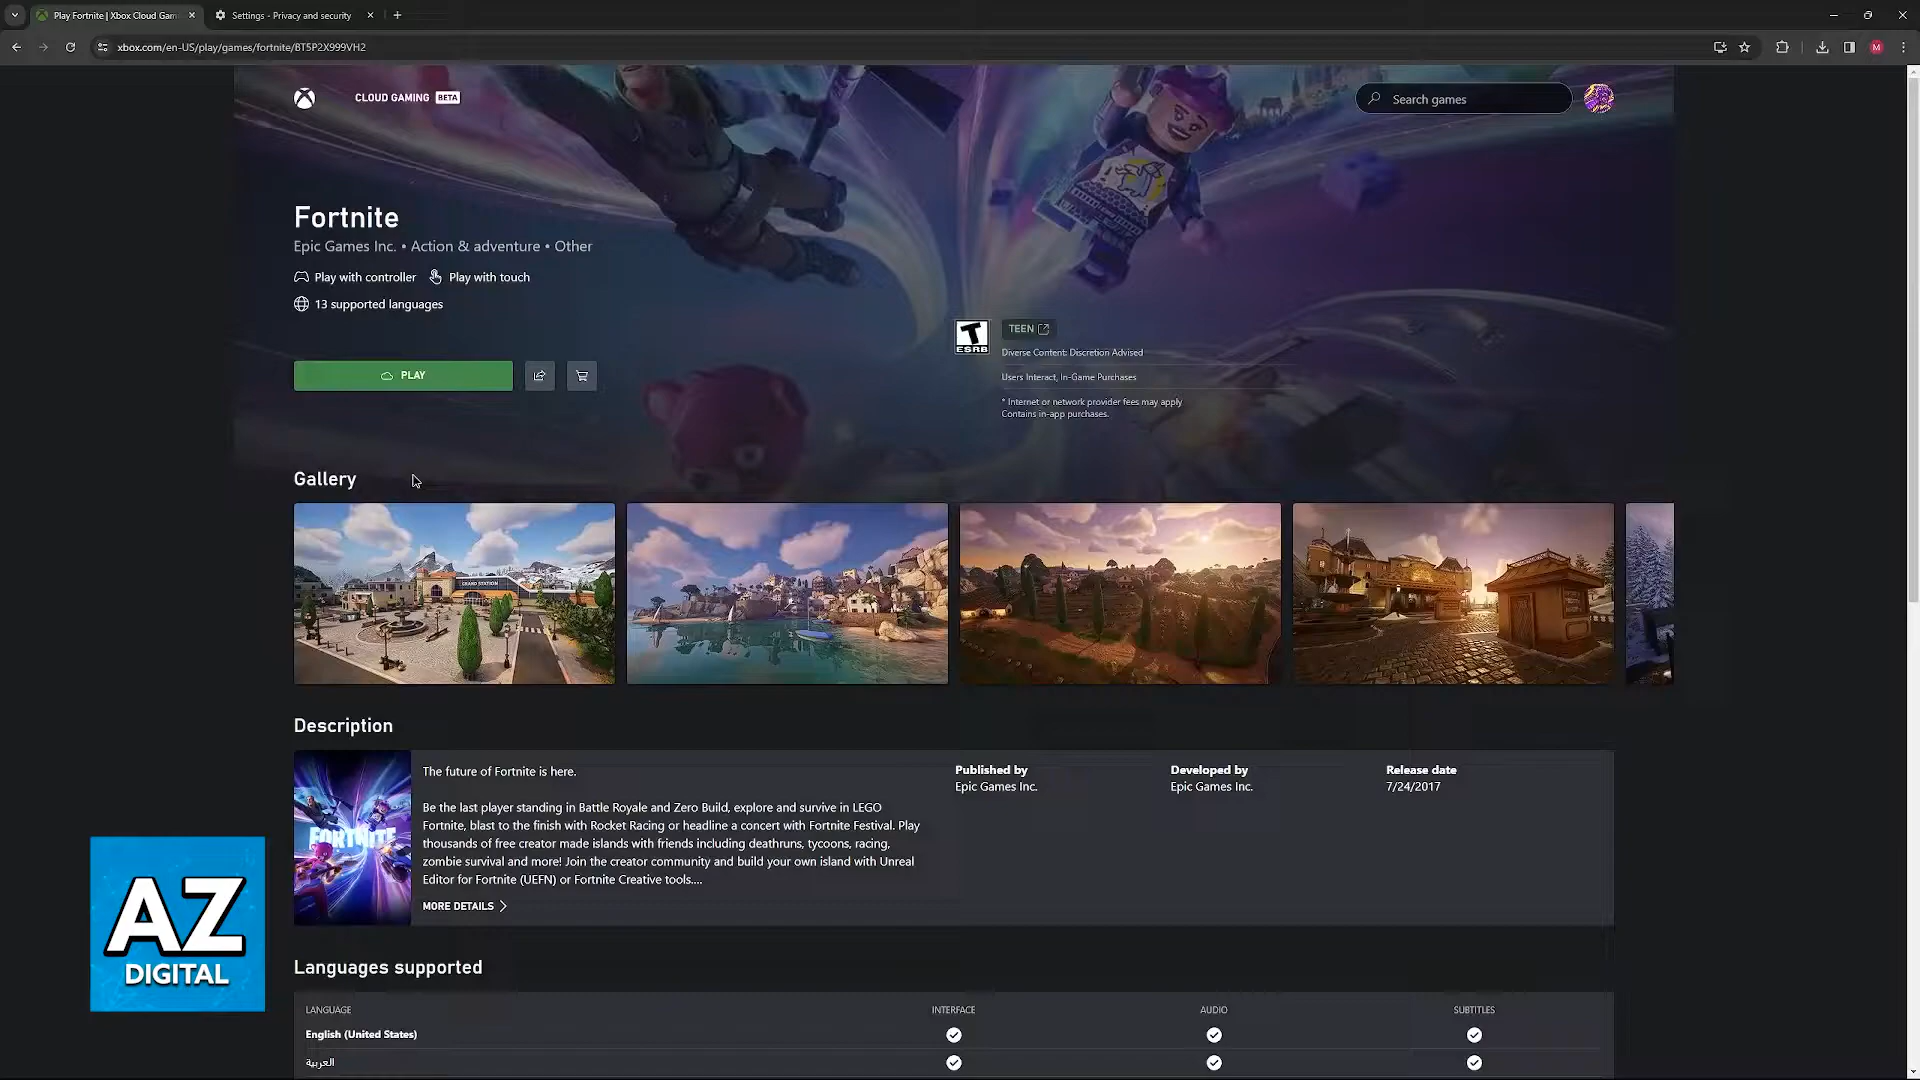 Play Fortnite | Xbox Cloud Gam
Settings - Privacy and security
xbox.com/en-US/play/games/fortnite/BT5P2X999VH2
M
CLOUD GAMING BETA
Search games
Fortnite
Epic Games Inc. • Action & adventure • Other
Play with controller
Play with touch
13 supported languages
T
ESRB
TEEN
Diverse Content: Discretion Advised
Users Interact, In-Game Purchases
* Internet or network provider fees may apply
Contains in-app purchases.
PLAY
Gallery
GRAND STATION
Description
FORTNITE
The future of Fortnite is here.
Be the last player standing in Battle Royale and Zero Build, explore and survive in LEGO
Fortnite, blast to the finish with Rocket Racing or headline a concert with Fortnite Festival. Play
thousands of free creator made islands with friends including deathruns, tycoons, racing,
zombie survival and more! Join the creator community and build your own island with Unreal
Editor for Fortnite (UEFN) or Fortnite Creative tools....
MORE DETAILS
Published by
Epic Games Inc.
Developed by
Epic Games Inc.
Release date
7/24/2017
AZ
DIGITAL
Languages supported
LANGUAGE INTERFACE AUDIO SUBTITLES
English (United States)
العربية